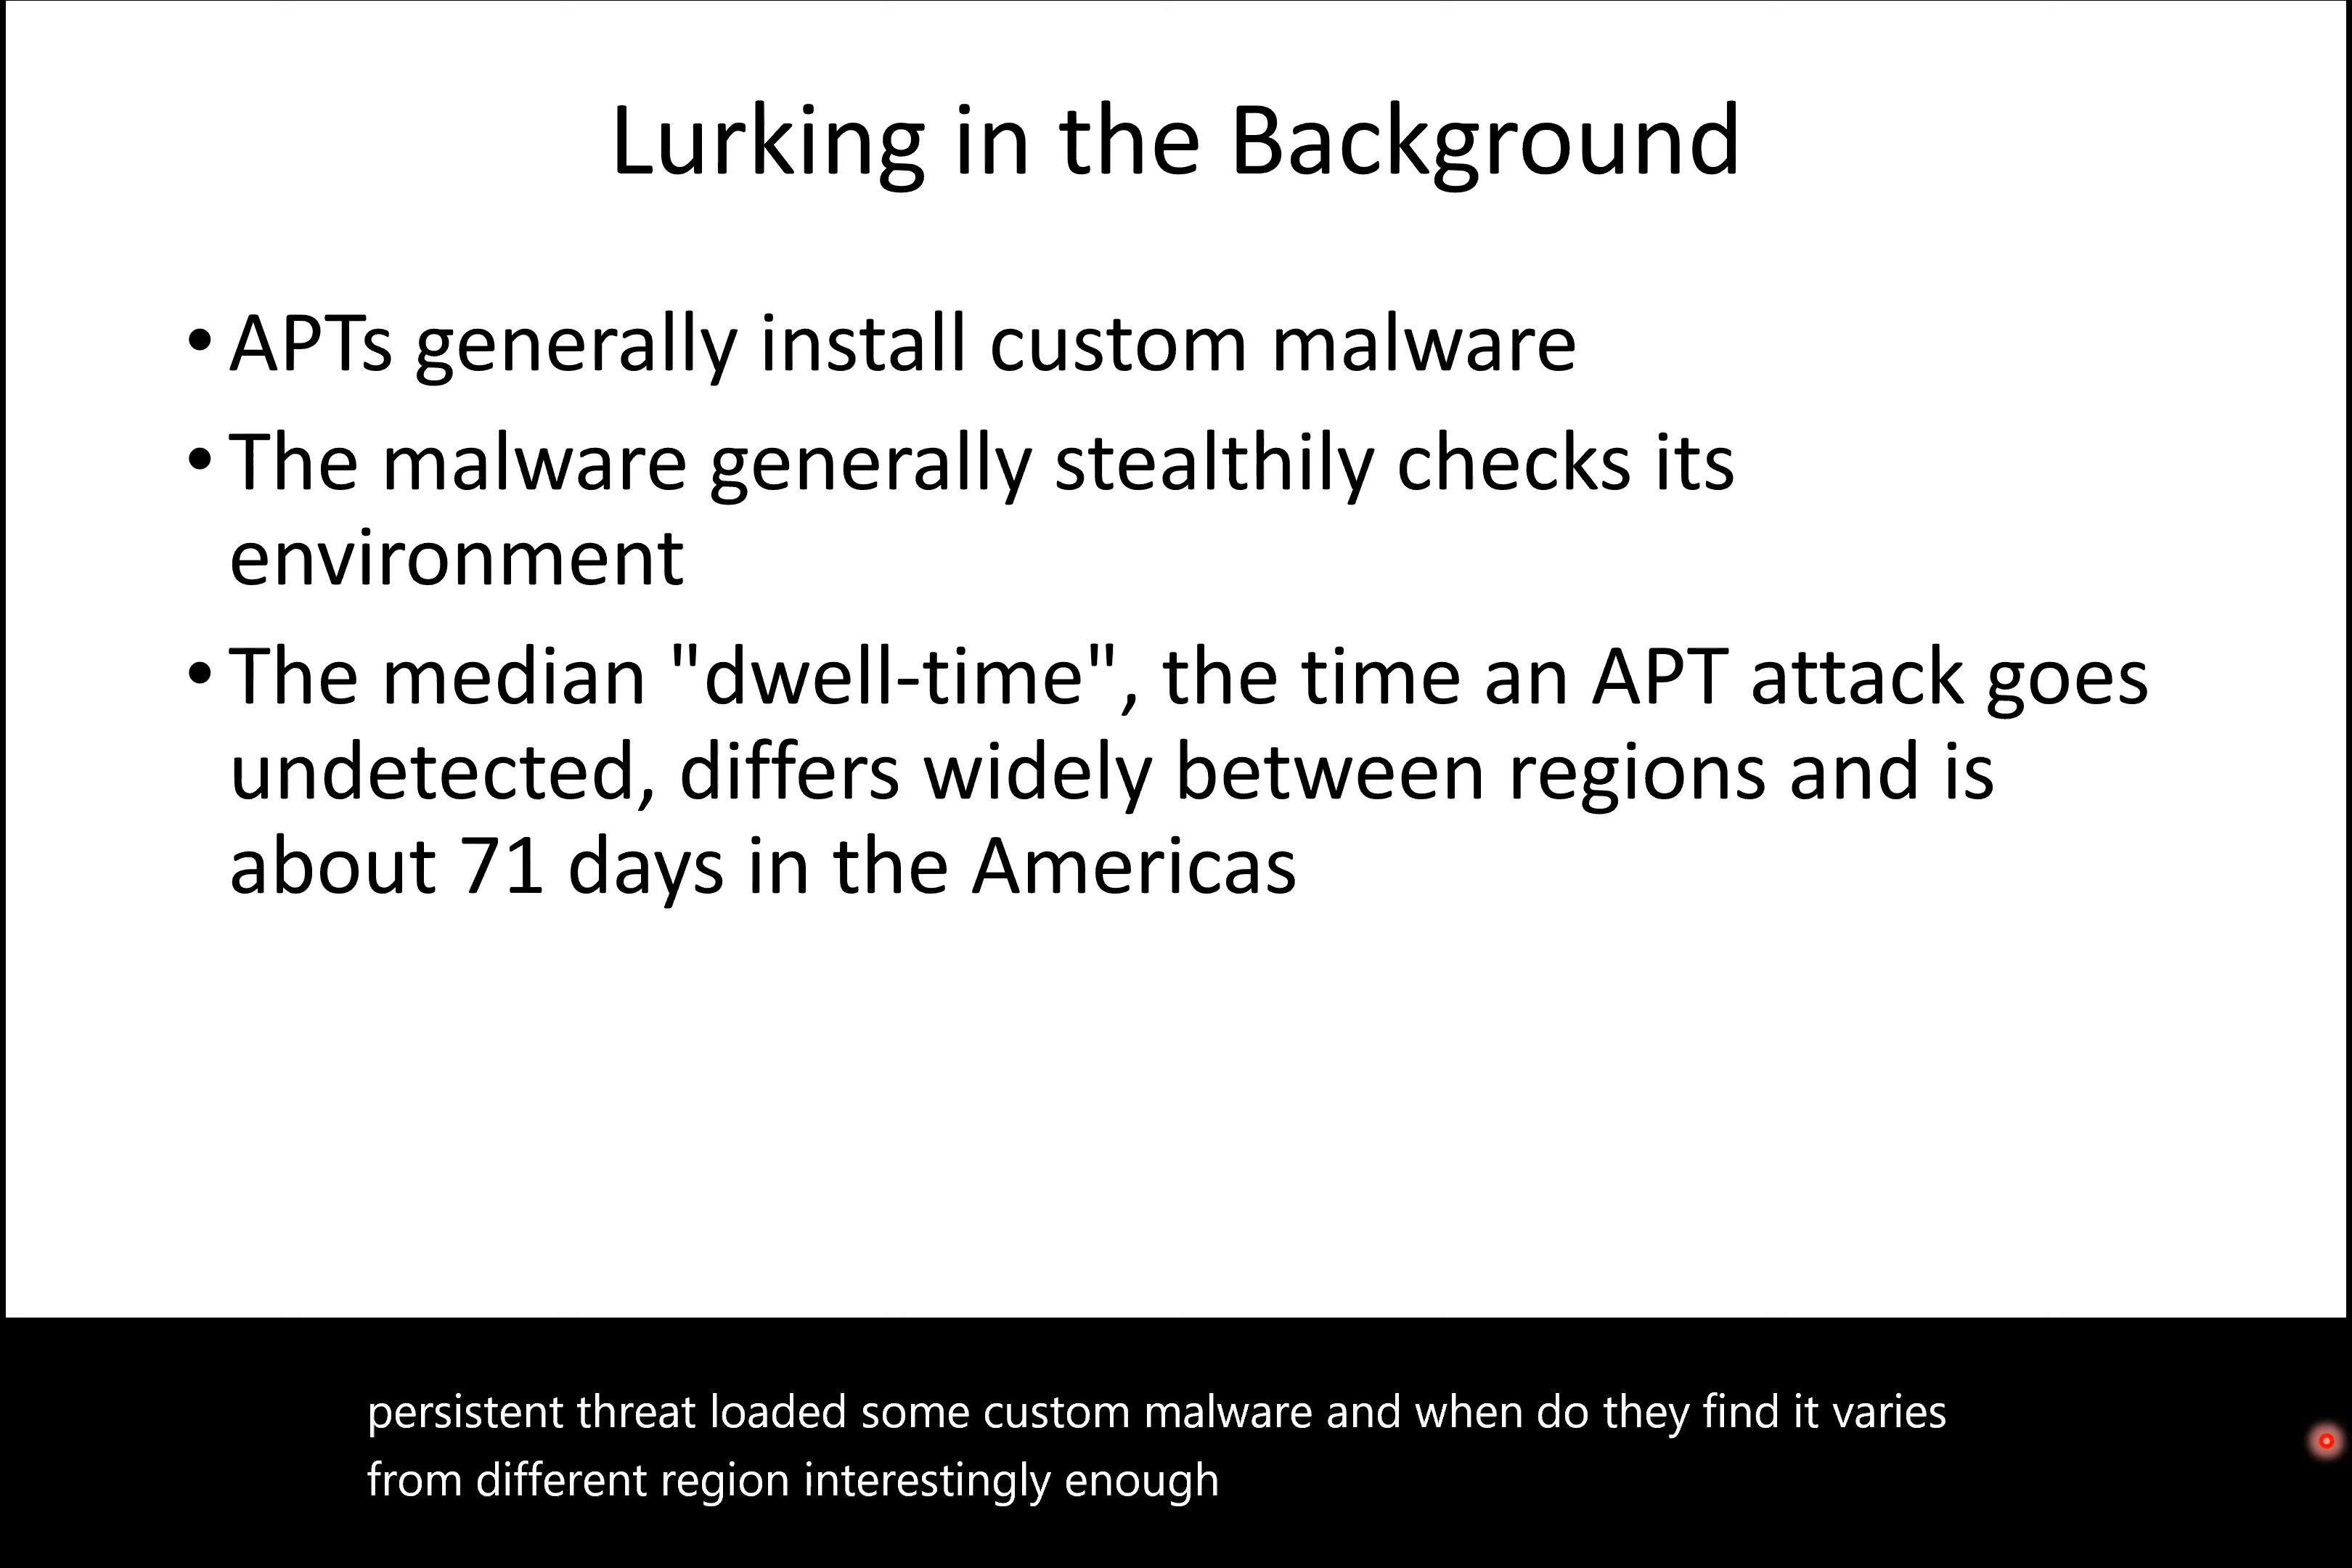 Lurking in the Background
• APTs generally install custom malware
• The malware generally stealthily checks its
environment
• The median "dwell-time", the time an APT attack goes
undetected, differs widely between regions and is
about 71 days in the Americas
persistent threat loaded some custom malware and when do they find it varies
from different region interestingly enough